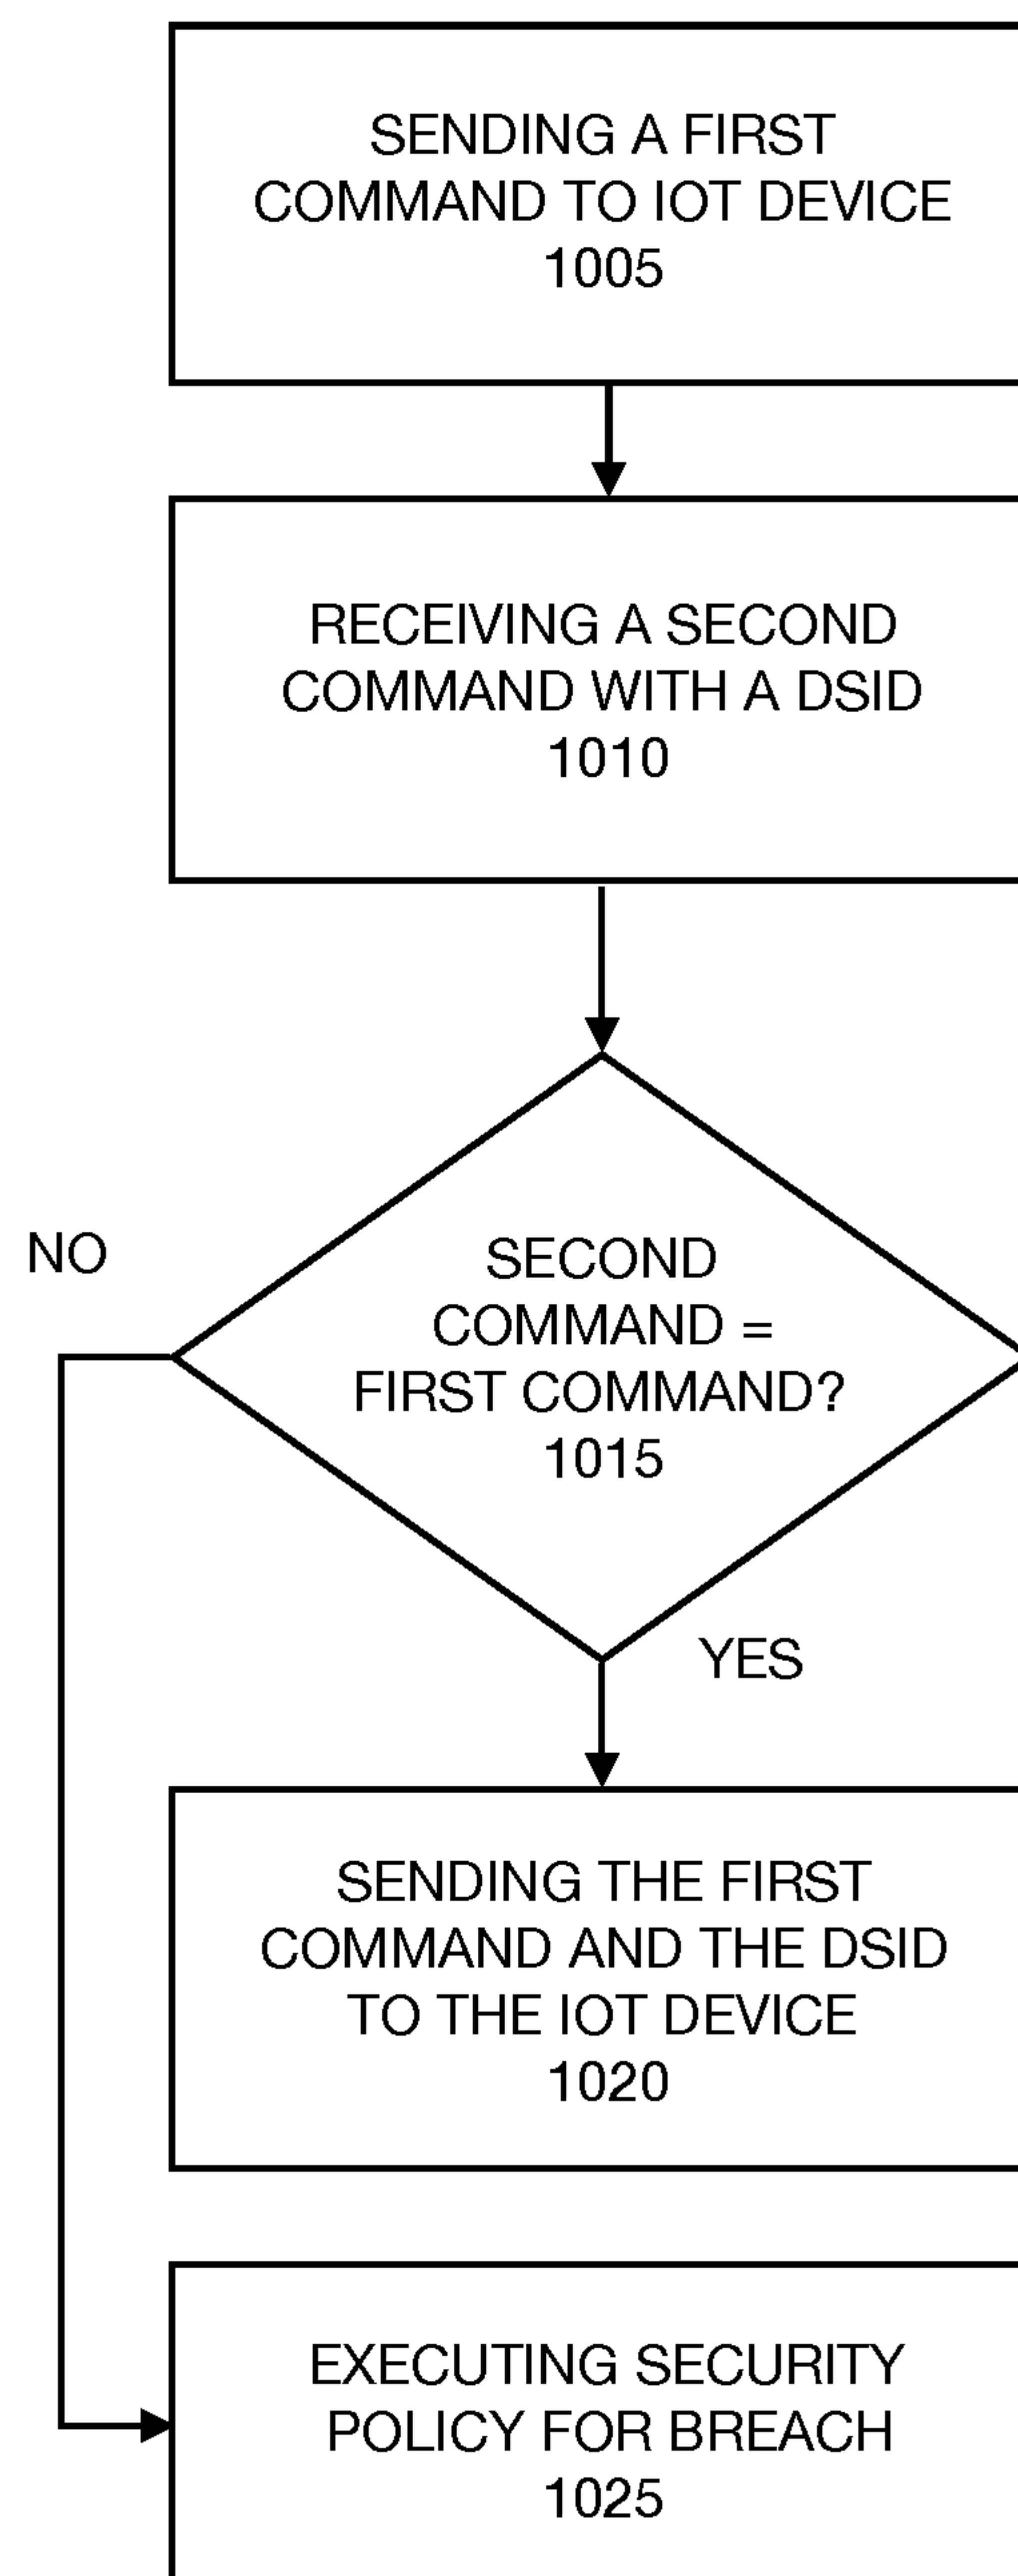 SENDING A FIRST
COMMAND TO IOT DEVICE
1005
RECEIVING A SECOND
COMMAND WITH A DSID
1010
NO
SECOND
COMMAND =
FIRST COMMAND?
1015
YES
SENDING THE FIRST
COMMAND AND THE DSID
TO THE IOT DEVICE
1020
EXECUTING SECURITY
POLICY FOR BREACH
1025